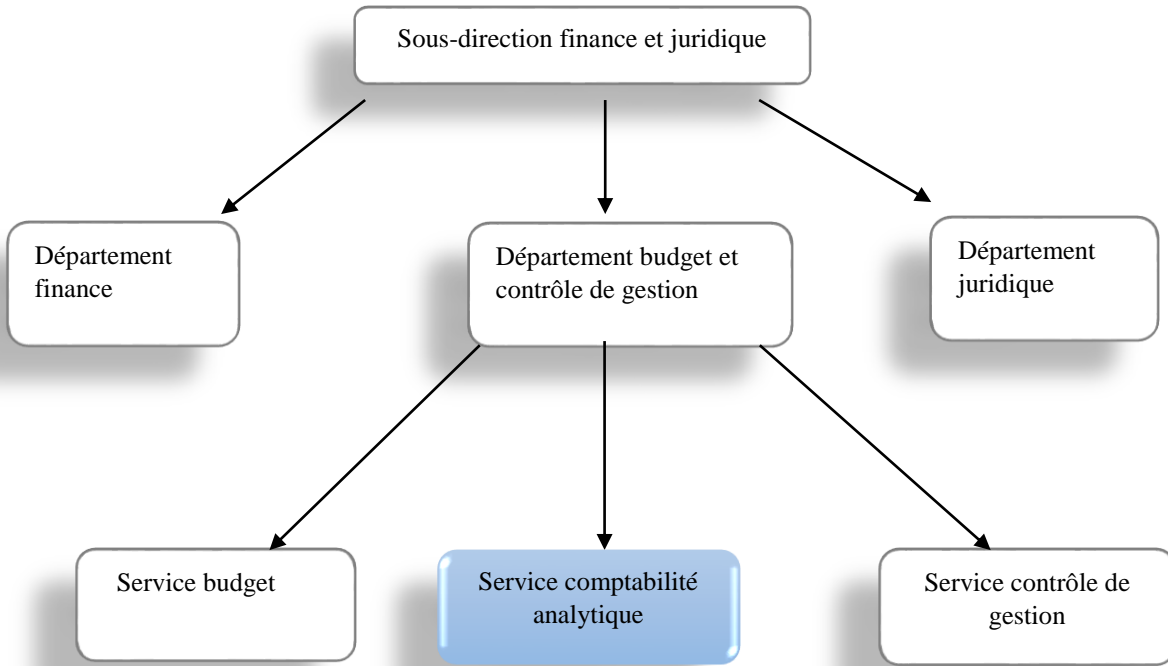 Sous-direction finance et juridique
Département
finance
Département budget et
contrôle de gestion
Département
juridique
Service budget
Service comptabilité
analytique
Service contrôle de
gestion